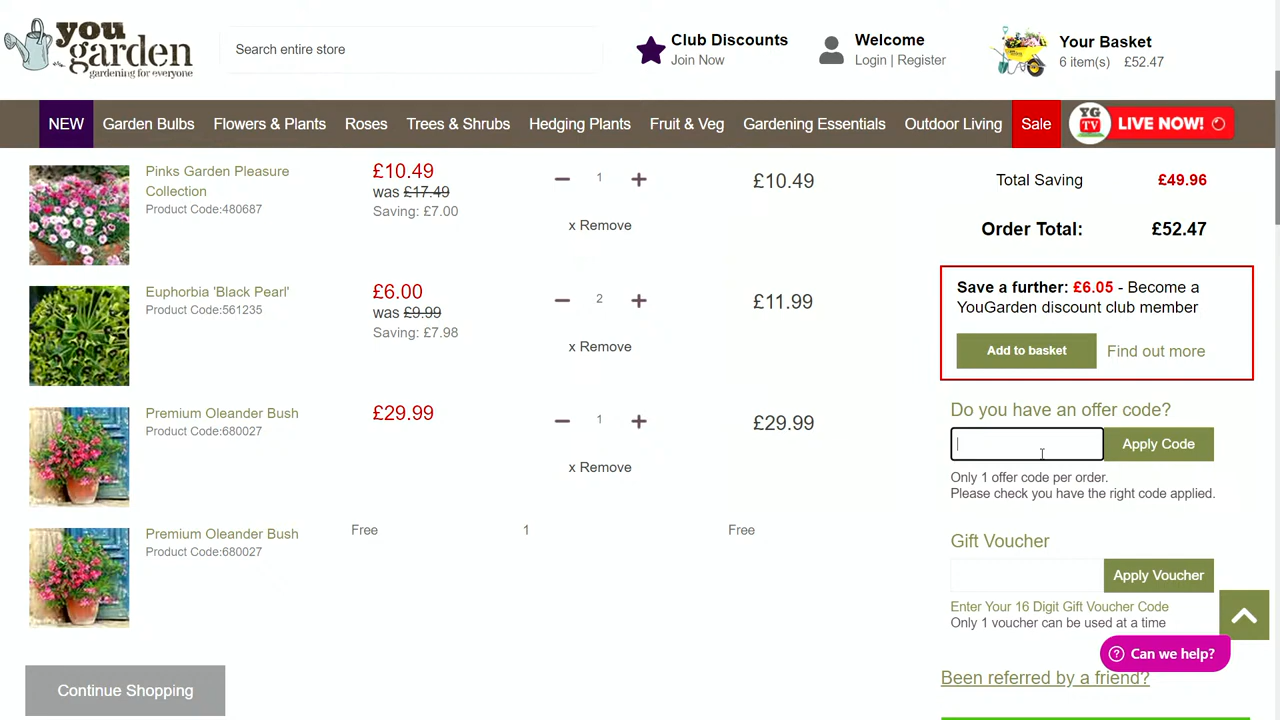 you garden
gardening for everyone
Search entire store
Club Discounts
Join Now
Welcome
Login | Register
Your Basket
6 item(s) £52.47
NEW
Garden Bulbs
Flowers & Plants
Roses
Trees & Shrubs
Hedging Plants
Fruit & Veg
Gardening Essentials
Outdoor Living
Sale
YG TV
LIVE NOW!
Pinks Garden Pleasure
Collection
Product Code:480687
£10.49
was £17.49
Saving: £7.00
1
x Remove
£10.49
Euphorbia 'Black Pearl'
Product Code:561235
£6.00
was £9.99
Saving: £7.98
2
x Remove
£11.99
Premium Oleander Bush
Product Code:680027
£29.99
1
x Remove
£29.99
Premium Oleander Bush
Product Code:680027
Free
1
Free
Continue Shopping
Total Saving £49.96
Order Total: £52.47
Save a further: £6.05 - Become a
YouGarden discount club member
Add to basket
Find out more
Do you have an offer code?
Apply Code
Only 1 offer code per order.
Please check you have the right code applied.
Gift Voucher
Apply Voucher
Enter Your 16 Digit Gift Voucher Code
Only 1 voucher can be used at a time
Can we help?
Been referred by a friend?